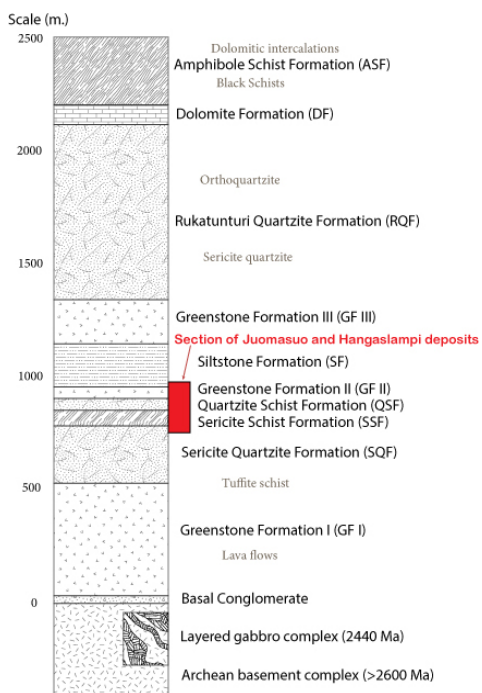 Scale (m.)
2500
Dolomitic intercalations
Amphibole Schist Formation (ASF)
Black Schists
Dolomite Formation (DF)
2000
Orthoquartzite
Rukatunturi Quartzite Formation (RQF)
1500
Sericite quartzite
Greenstone Formation III (GF III)
Section of Juomasuo and Hangaslampi deposits
Siltstone Formation (SF)
1000
Greenstone Formation II (GF II)
Quartzite Schist Formation (QSF)
Sericite Schist Formation (SSF)
Sericite Quartzite Formation (SQF)
500
Tuffite schist
Greenstone Formation I (GF I)
Lava flows
0
Basal Conglomerate
Layered gabbro complex (2440 Ma)
Archean basement complex (>2600 Ma)